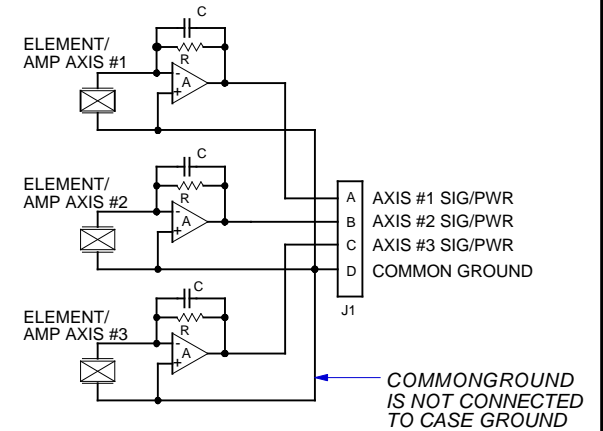 C
ELEMENT/
AMP AXIS #1
R
-
A
+
C
ELEMENT/
AMP AXIS #2
R
-
A
+
A AXIS #1 SIG/PWR
B AXIS #2 SIG/PWR
C AXIS #3 SIG/PWR
D COMMON GROUND
J1
C
ELEMENT/
AMP AXIS #3
R
-
A
+
COMMONGROUND
IS NOT CONNECTED
TO CASE GROUND